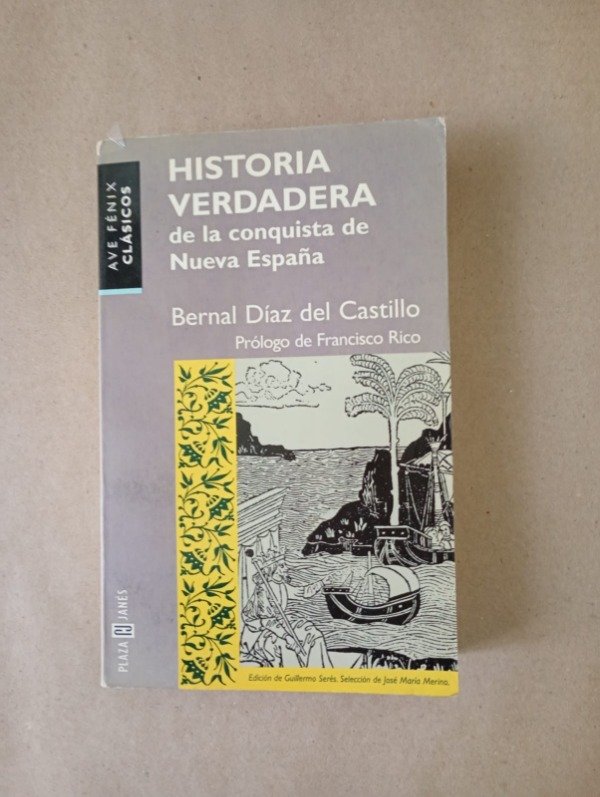 AVE FÉNIX
CLÁSICOS
HISTORIA
VERDADERA
de la conquista de
Nueva España
Bernal Díaz del Castillo
Prólogo de Francisco Rico
PLAZA PJ JANÉS
Edición de Guillermo Serés. Selección de José María Merino.